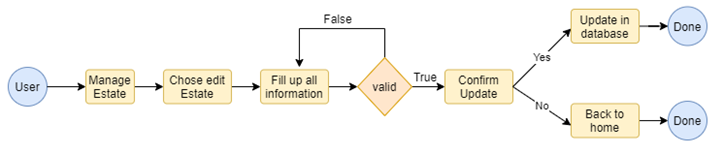 User
Manage
Estate
Chose edit
Estate
Fill up all
information
False
valid
True
Confirm
Update
Yes
Update in
database
Done
No
Back to
home
Done